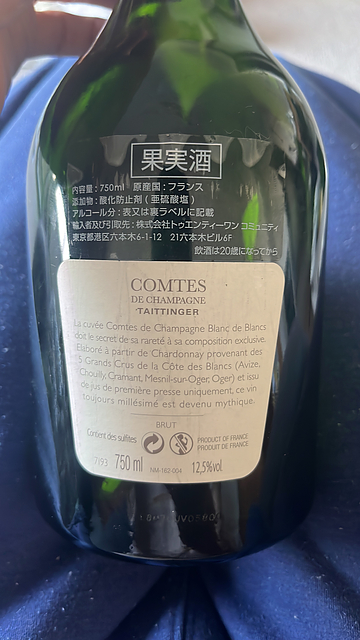 果実酒
内容量：750ml 原産国：フランス
添加物：酸化防止剤（亜硫酸塩）
アルコール分：表又は裏ラベルに記載
輸入者及び引取先：株式会社トゥエンティーワン コミュニティ
東京都港区六本木6-1-12 21六本木ビル6F
飲酒は20歳になってから
COMTES
DE CHAMPAGNE
TAITTINGER
La cuvée Comtes de Champagne Blanc de Blancs
doit le secret de sa rareté à sa composition exclusive.
Elaboré à partir de Chardonnay provenant des
5 Grands Crus de la Côte des Blancs (Avize,
Chouilly, Cramant, Mesnil-sur-Oger, Oger) et issu
de jus de première presse uniquement, ce vin
toujours millésimé est devenu mythique.
BRUT
Contient des sulfites
PRODUCT OF FRANCE
PRODUIT DE FRANCE
7193 750 ml NM-182-004 12,5%vol